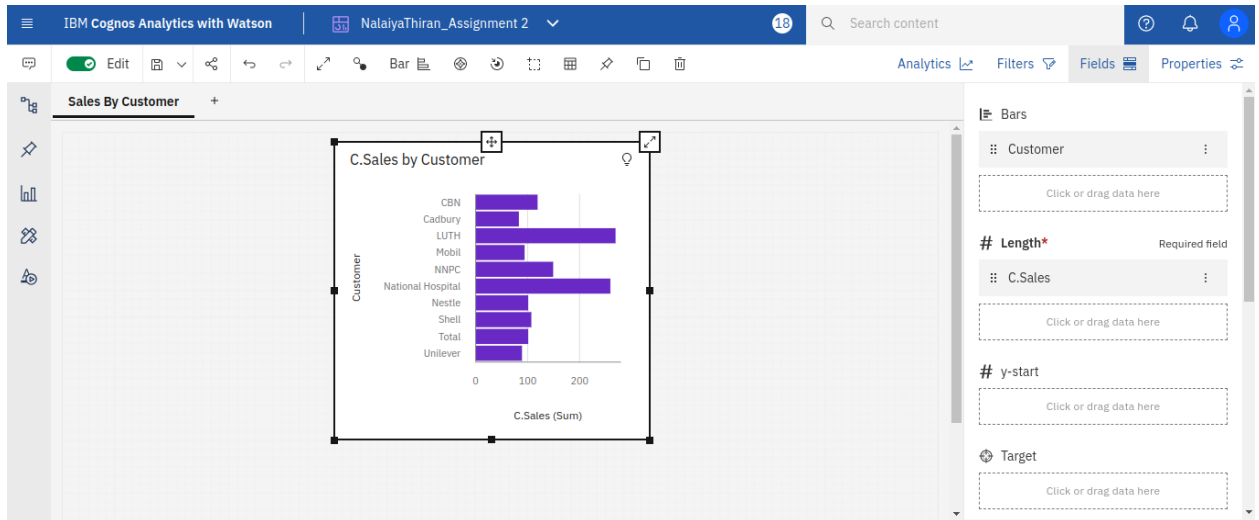 IBM Cognos Analytics with Watson
NalaiyaThiran_Assignment 2
18
Search content
Edit
Bar
Analytics
Filters
Fields
Properties
Sales By Customer
+
C.Sales by Customer
Customer
CBN
Cadbury
LUTH
Mobil
NNPC
National Hospital
Nestle
Shell
Total
Unilever
0 100 200
C.Sales (Sum)
Bars
Customer
Click or drag data here
# Length* Required field
C.Sales
Click or drag data here
# y-start
Click or drag data here
Target
Click or drag data here